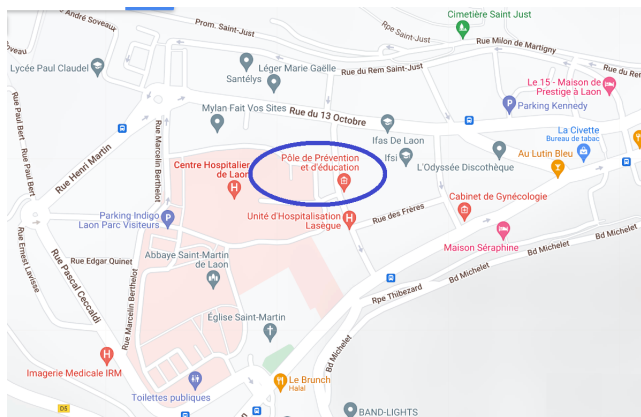 Rue André Soveaux
Prom. Saint-Just
Cimetière Saint Just
Rpe Saint-Just
Rue Milon de Martigny
Lycée Paul Claudel
Léger Marie Gaëlle
Santélys
Rue du Rem Saint-Just
Rue du Rem
Le 15 - Maison de
Prestige à Laon
Parking Kennedy
Mylan Fait Vos Sites
Rue du 13 Octobre
Rue Paul Bert
Rue Paul Bert
Rue Henri Martin
Rue Marcelin Berthelot
Ifas De Laon
Ifsi
La Civette
Bureau de tabac
Centre Hospitalier
de Laon
Pôle de Prévention
et d'éducation
L'Odyssée Discothèque
Au Lutin Bleu
Cabinet de Gynécologie
Parking Indigo
Laon Parc Visiteurs
Unité d'Hospitalisation
Lasègue
Rue des Frères
Maison Séraphine
Bd Michelet
Bd Michelet
Bd Michelet
Rue Ernest Lavisse
Rue Edgar Quinet
Abbaye Saint-Martin
de Laon
Rue Pascal Ceccaldi
Rue Marcelin Berthelot
Rpe Thibezard
Église Saint-Martin
Bd Michelet
Imagerie Medicale IRM
Toilettes publiques
Le Brunch
Halal
D5
BAND-LIGHTS